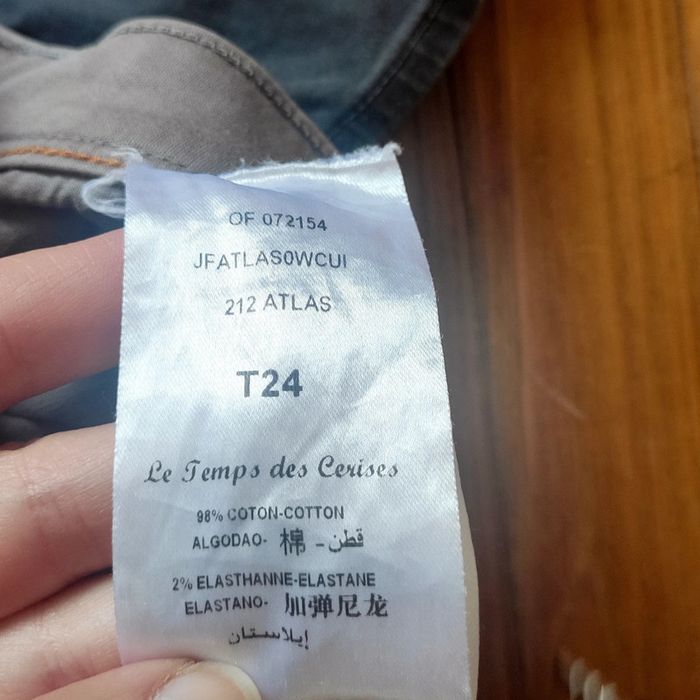 OF 072154
JFATLAS0WCUI
212 ATLAS
T24
Le Temps des Cerises
98% COTON-COTTON
ALGODAO- 棉 - قطن
2% ELASTHANNE-ELASTANE
ELASTANO- 加弹尼龙
إيلاستان